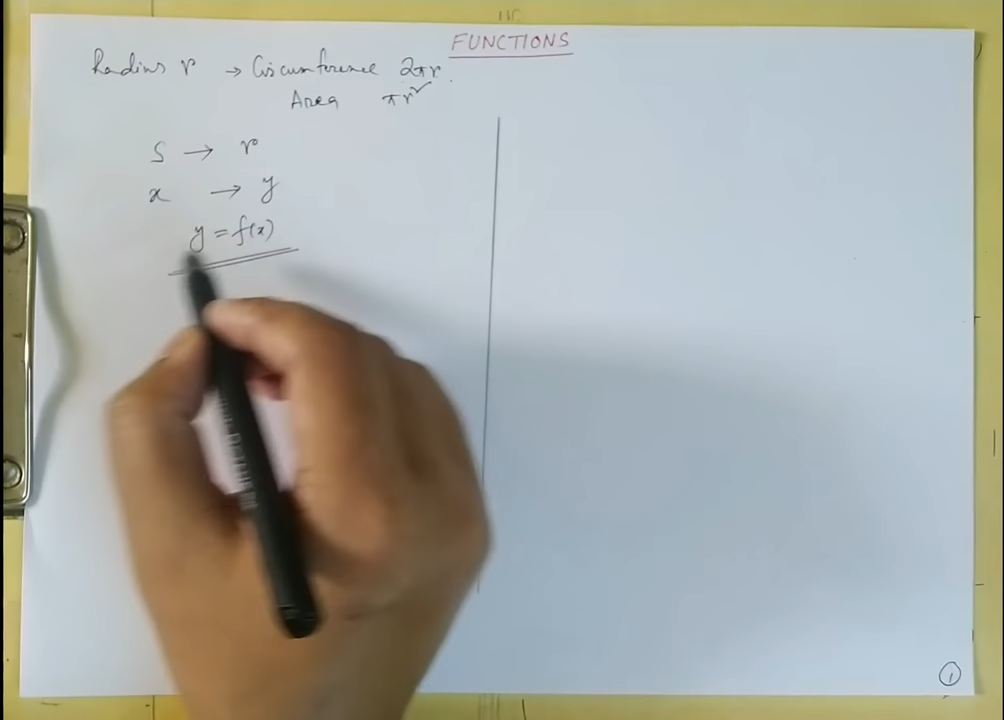 FUNCTIONS
Radius r → Circumference 2πr.
Area πr²
S → r
x → y
y = f(x)
1